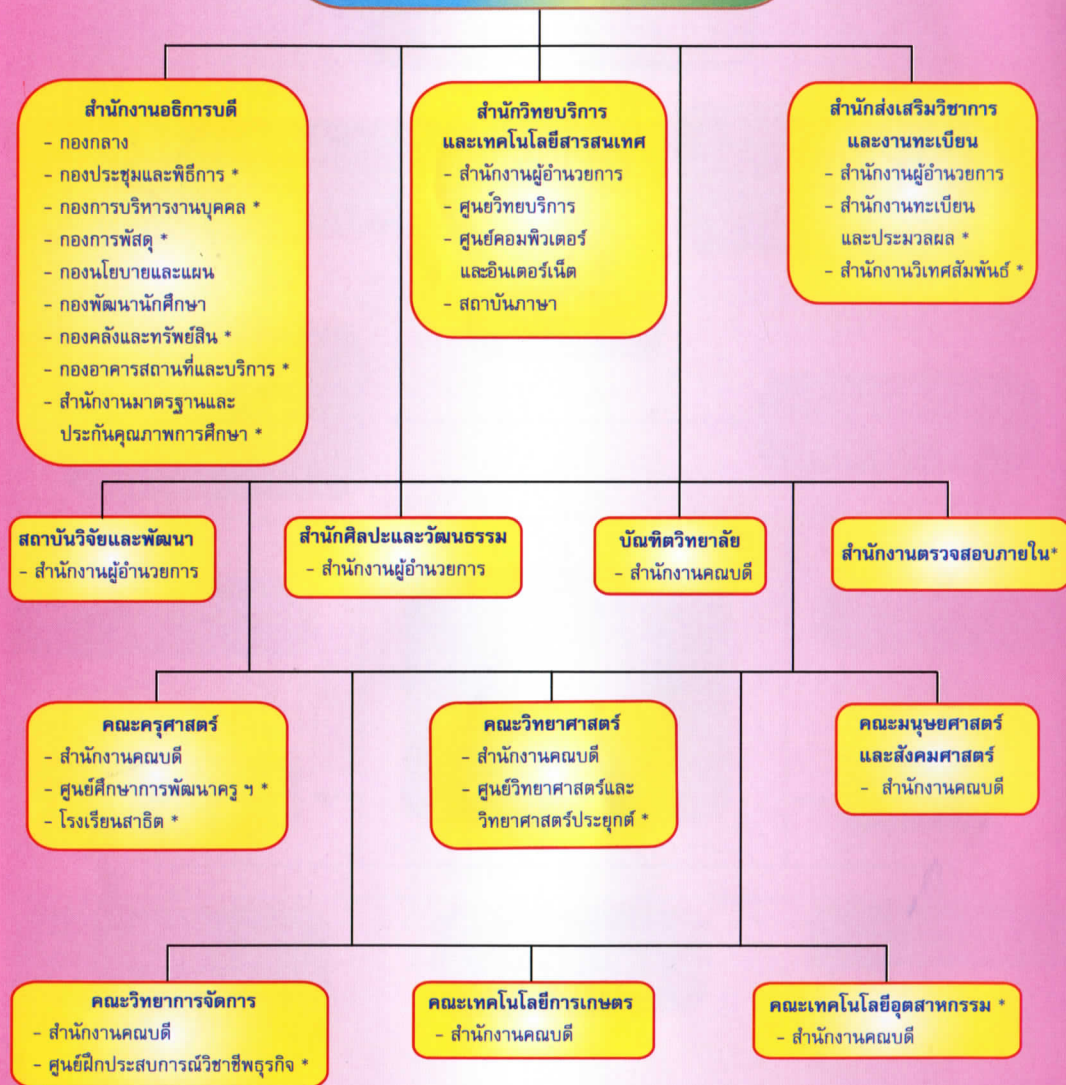 สำนักงานอธิการบดี
- กองกลาง
- กองประชุมและพิธีการ *
- กองการบริหารงานบุคคล *
- กองการพัสดุ *
- กองนโยบายและแผน
- กองพัฒนานักศึกษา
- กองคลังและทรัพย์สิน *
- กองอาคารสถานที่และบริการ *
- สำนักงานมาตรฐานและ
ประกันคุณภาพการศึกษา *
สำนักวิทยบริการ
และเทคโนโลยีสารสนเทศ
- สำนักงานผู้อำนวยการ
- ศูนย์วิทยบริการ
- ศูนย์คอมพิวเตอร์
และอินเตอร์เน็ต
- สถาบันภาษา
สำนักส่งเสริมวิชาการ
และงานทะเบียน
- สำนักงานผู้อำนวยการ
- สำนักงานทะเบียน
และประมวลผล *
- สำนักงานวิเทศสัมพันธ์ *
สถาบันวิจัยและพัฒนา
- สำนักงานผู้อำนวยการ
สำนักศิลปะและวัฒนธรรม
- สำนักงานผู้อำนวยการ
บัณฑิตวิทยาลัย
- สำนักงานคณบดี
สำนักงานตรวจสอบภายใน*
คณะครุศาสตร์
- สำนักงานคณบดี
- ศูนย์ศึกษาการพัฒนาครู ฯ *
- โรงเรียนสาธิต *
คณะวิทยาศาสตร์
- สำนักงานคณบดี
- ศูนย์วิทยาศาสตร์และ
วิทยาศาสตร์ประยุกต์ *
คณะมนุษยศาสตร์
และสังคมศาสตร์
- สำนักงานคณบดี
คณะวิทยาการจัดการ
- สำนักงานคณบดี
- ศูนย์ฝึกประสบการณ์วิชาชีพธุรกิจ *
คณะเทคโนโลยีการเกษตร
- สำนักงานคณบดี
คณะเทคโนโลยีอุตสาหกรรม *
- สำนักงานคณบดี